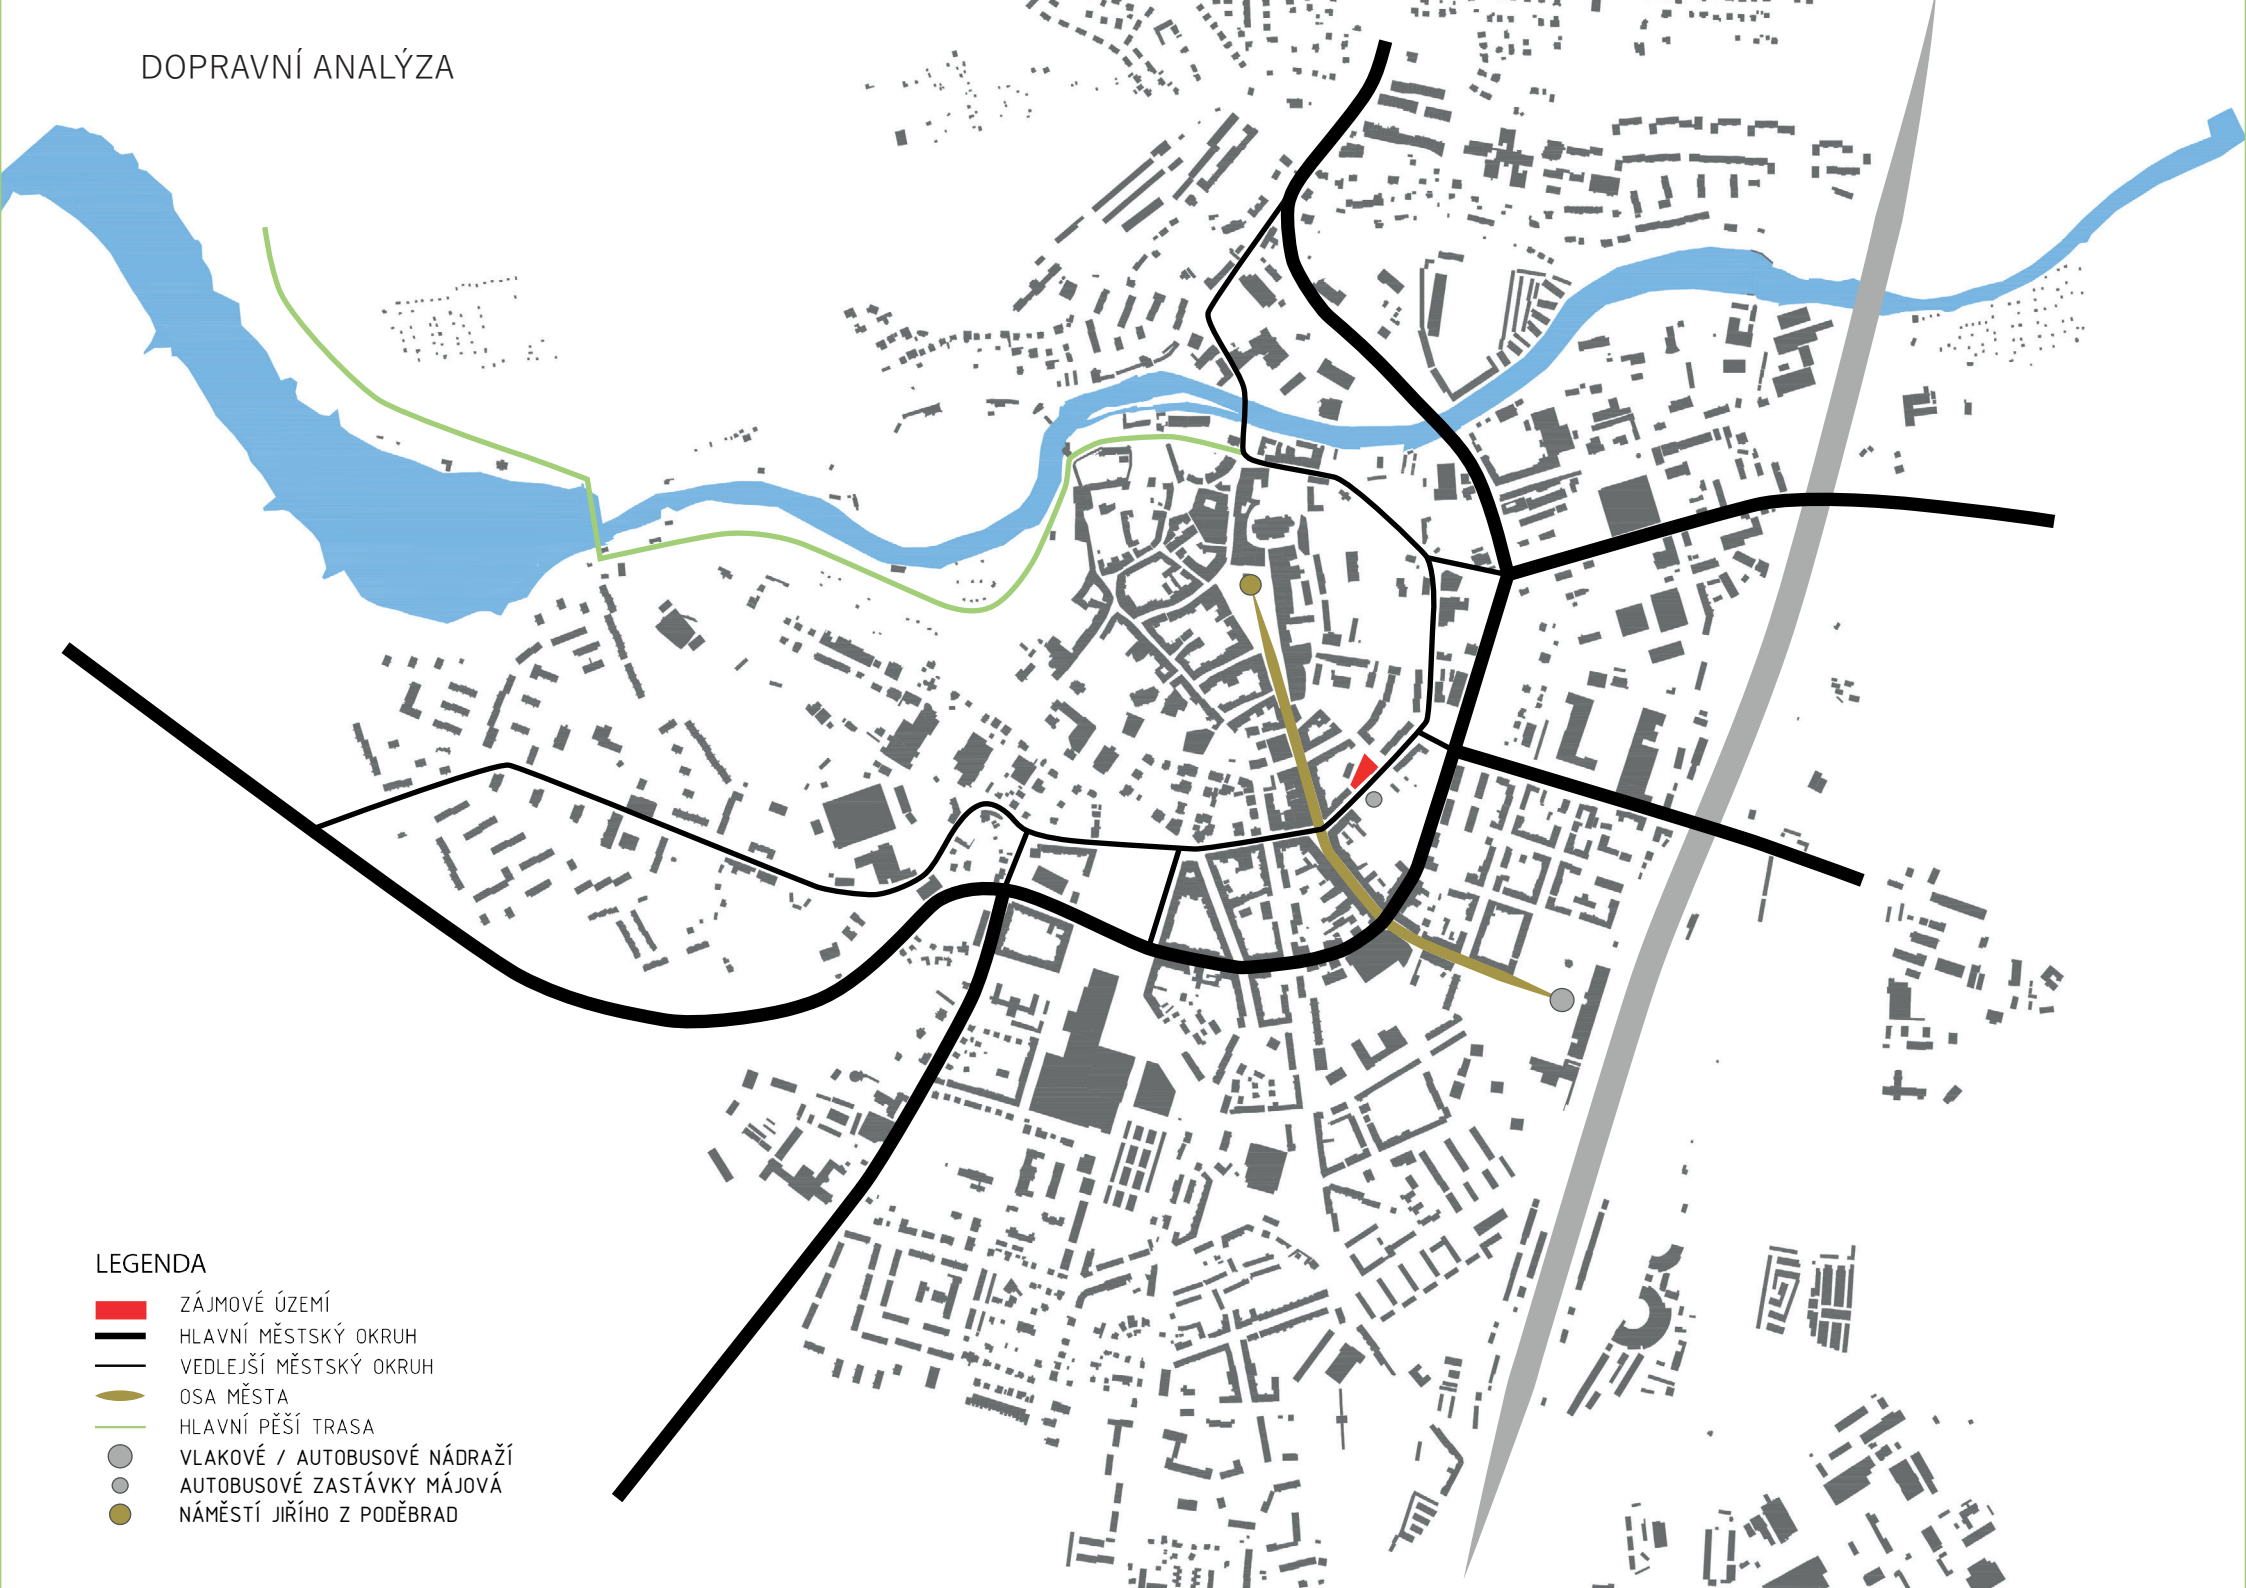 DOPRAVNÍ ANALÝZA
LEGENDA
ZÁJMOVÉ ÚZEMÍ
HLAVNÍ MĚSTSKÝ OKRUH
VEDLEJŠÍ MĚSTSKÝ OKRUH
OSA MĚSTA
HLAVNÍ PĚŠÍ TRASA
VLAKOVÉ / AUTOBUSOVÉ NÁDRAŽÍ
AUTOBUSOVÉ ZASTÁVKY MÁJOVÁ
NÁMĚSTÍ JIŘÍHO Z PODĚBRAD